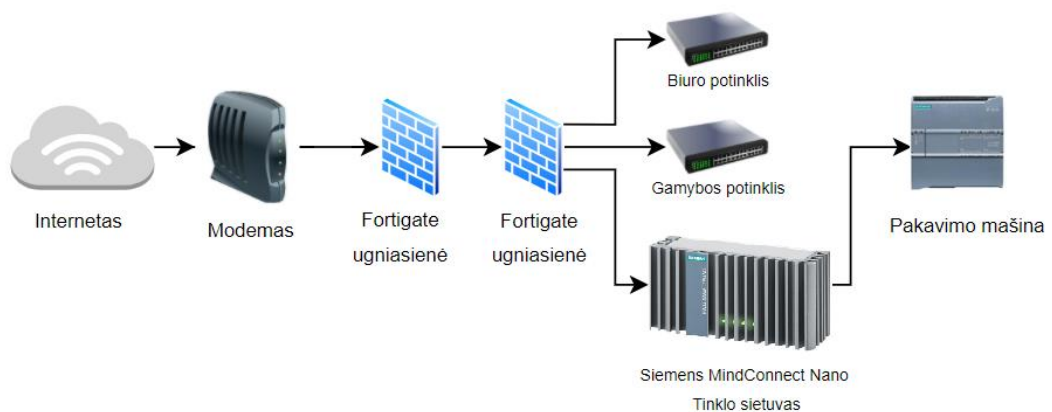 Biuro potinklis
Gamybos potinklis
Internetas
Modemas
Fortigate
ugniasienė
Fortigate
ugniasienė
Pakavimo mašina
Siemens MindConnect Nano
Tinklo sietuvas